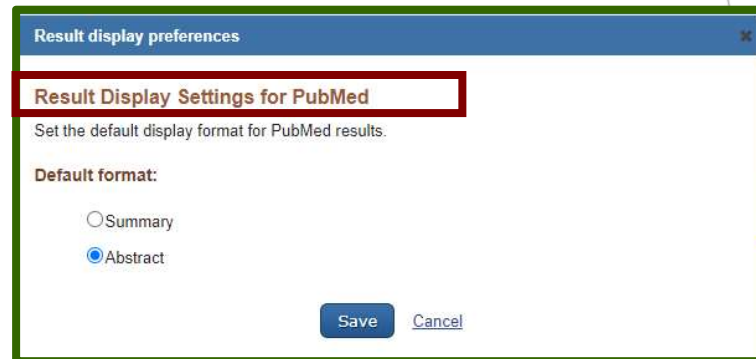 Result display preferences
Result Display Settings for PubMed
Set the default display format for PubMed results.
Default format:
Summary
Abstract
Save Cancel